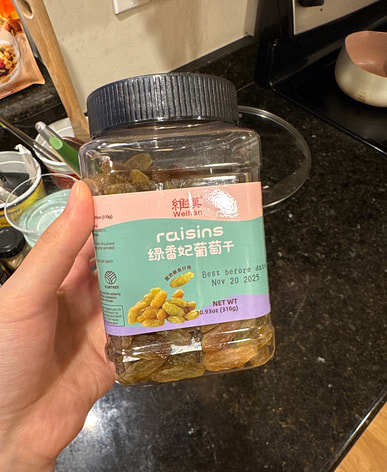 維菓
Weihan
raisins
绿香妃葡萄干
Best before date
Nov 20 2025
NET WT
10.93oz (310g)